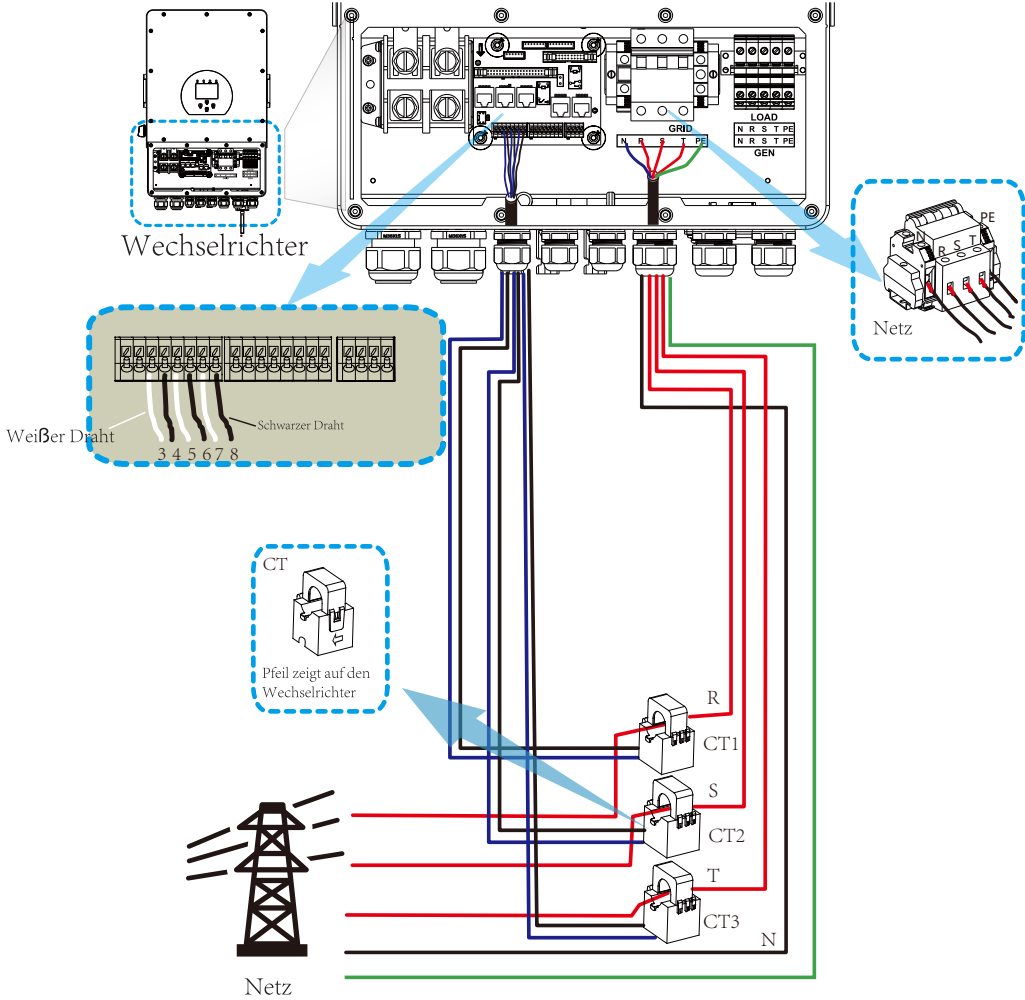 LOAD
N R S T PE
N R S T PE
GEN
GRID
N R S T PE
Wechselrichter
PE
N R S T
Netz
Weißer Draht
Schwarzer Draht
3 4 5 6 7 8
CT
Pfeil zeigt auf den
Wechselrichter
R
CT1
S
CT2
T
CT3
N
Netz